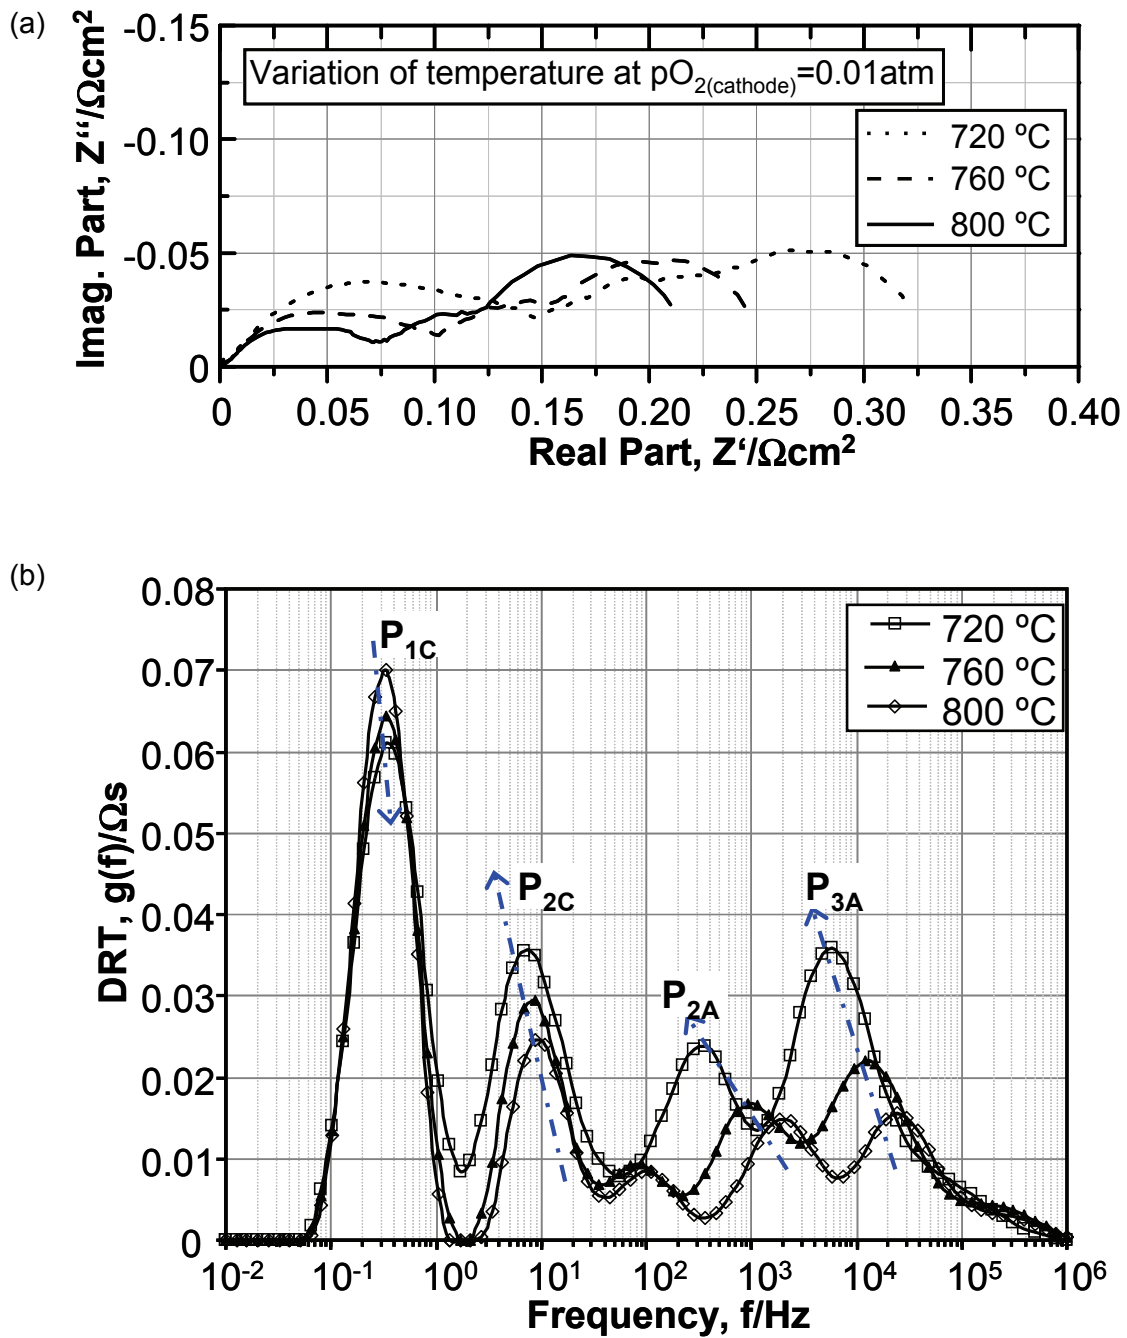 (a)
-0.15
-0.10
-0.05
0
Imag. Part, Z“/Ωcm2
Variation of temperature at pO2(cathode)=0.01atm
720 ºC
760 ºC
800 ºC
0 0.05 0.10 0.15 0.20 0.25 0.30 0.35 0.40
Real Part, Z‘/Ωcm2
(b)
0.08
0.07
0.06
0.05
0.04
0.03
0.02
0.01
0
DRT, g(f)/Ωs
P1C
P2C
P2A
P3A
720 ºC
760 ºC
800 ºC
10-2 10-1 100 101 102 103 104 105 106
Frequency, f/Hz